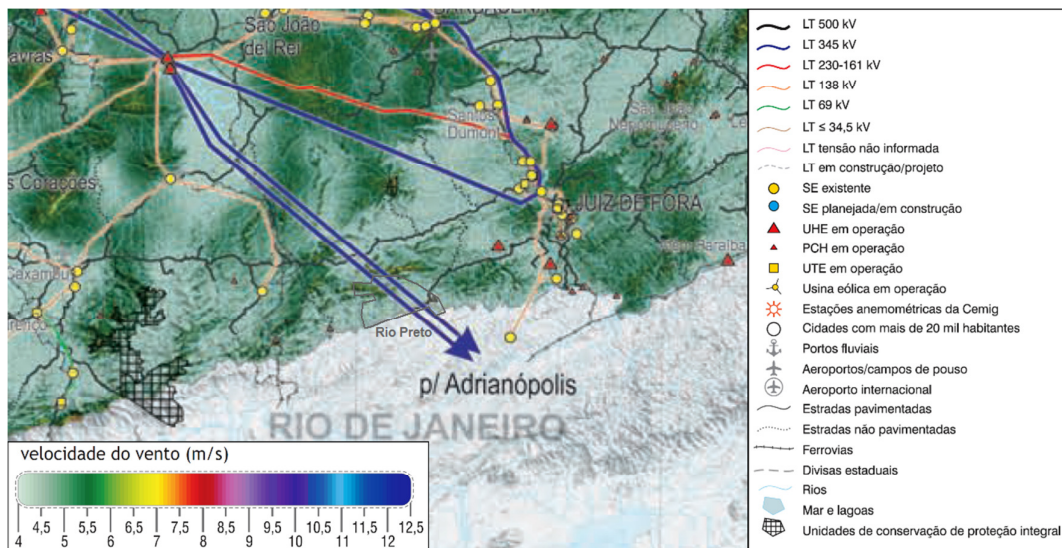 BARBACENA
São João
del Rei
avras
Santos
Dumont
São João
Nepomuceno
Le
s Corações
JUIZ DE FORA
Além Paraíba
Caxambu
ourenço
Rio Preto
p/ Adrianópolis
RIO DE JANEIRO
velocidade do vento (m/s)
4,5 5,5 6,5 7,5 8,5 9,5 10,5 11,5 12,5
4 5 6 7 8 9 10 11 12
LT 500 kV
LT 345 kV
LT 230-161 kV
LT 138 kV
LT 69 kV
LT ≤ 34,5 kV
LT tensão não informada
LT em construção/projeto
SE existente
SE planejada/em construção
UHE em operação
PCH em operação
UTE em operação
Usina eólica em operação
Estações anemométricas da Cemig
Cidades com mais de 20 mil habitantes
Portos fluviais
Aeroportos/campos de pouso
Aeroporto internacional
Estradas pavimentadas
Estradas não pavimentadas
Ferrovias
Divisas estaduais
Rios
Mar e lagoas
Unidades de conservação de proteção integral